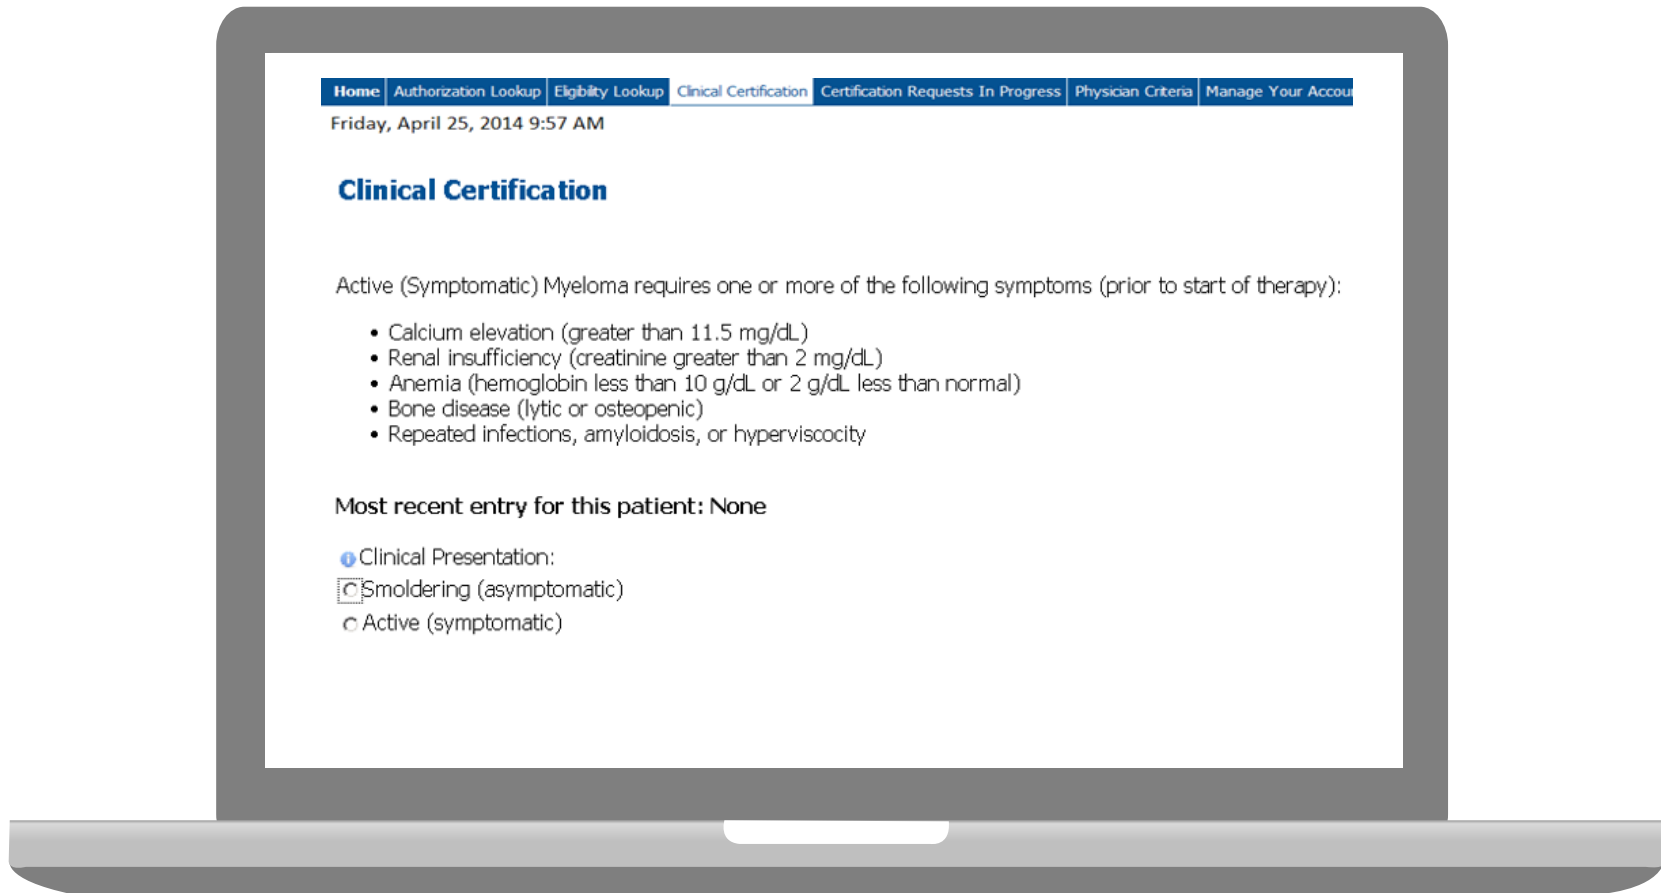 Home Authorization Lookup Eligibility Lookup Clinical Certification Certification Requests In Progress Physician Criteria Manage Your Accou
Friday, April 25, 2014 9:57 AM
Clinical Certification
Active (Symptomatic) Myeloma requires one or more of the following symptoms (prior to start of therapy):
• Calcium elevation (greater than 11.5 mg/dL)
• Renal insufficiency (creatinine greater than 2 mg/dL)
• Anemia (hemoglobin less than 10 g/dL or 2 g/dL less than normal)
• Bone disease (lytic or osteopenic)
• Repeated infections, amyloidosis, or hyperviscocity
Most recent entry for this patient: None
Clinical Presentation:
Smoldering (asymptomatic)
Active (symptomatic)